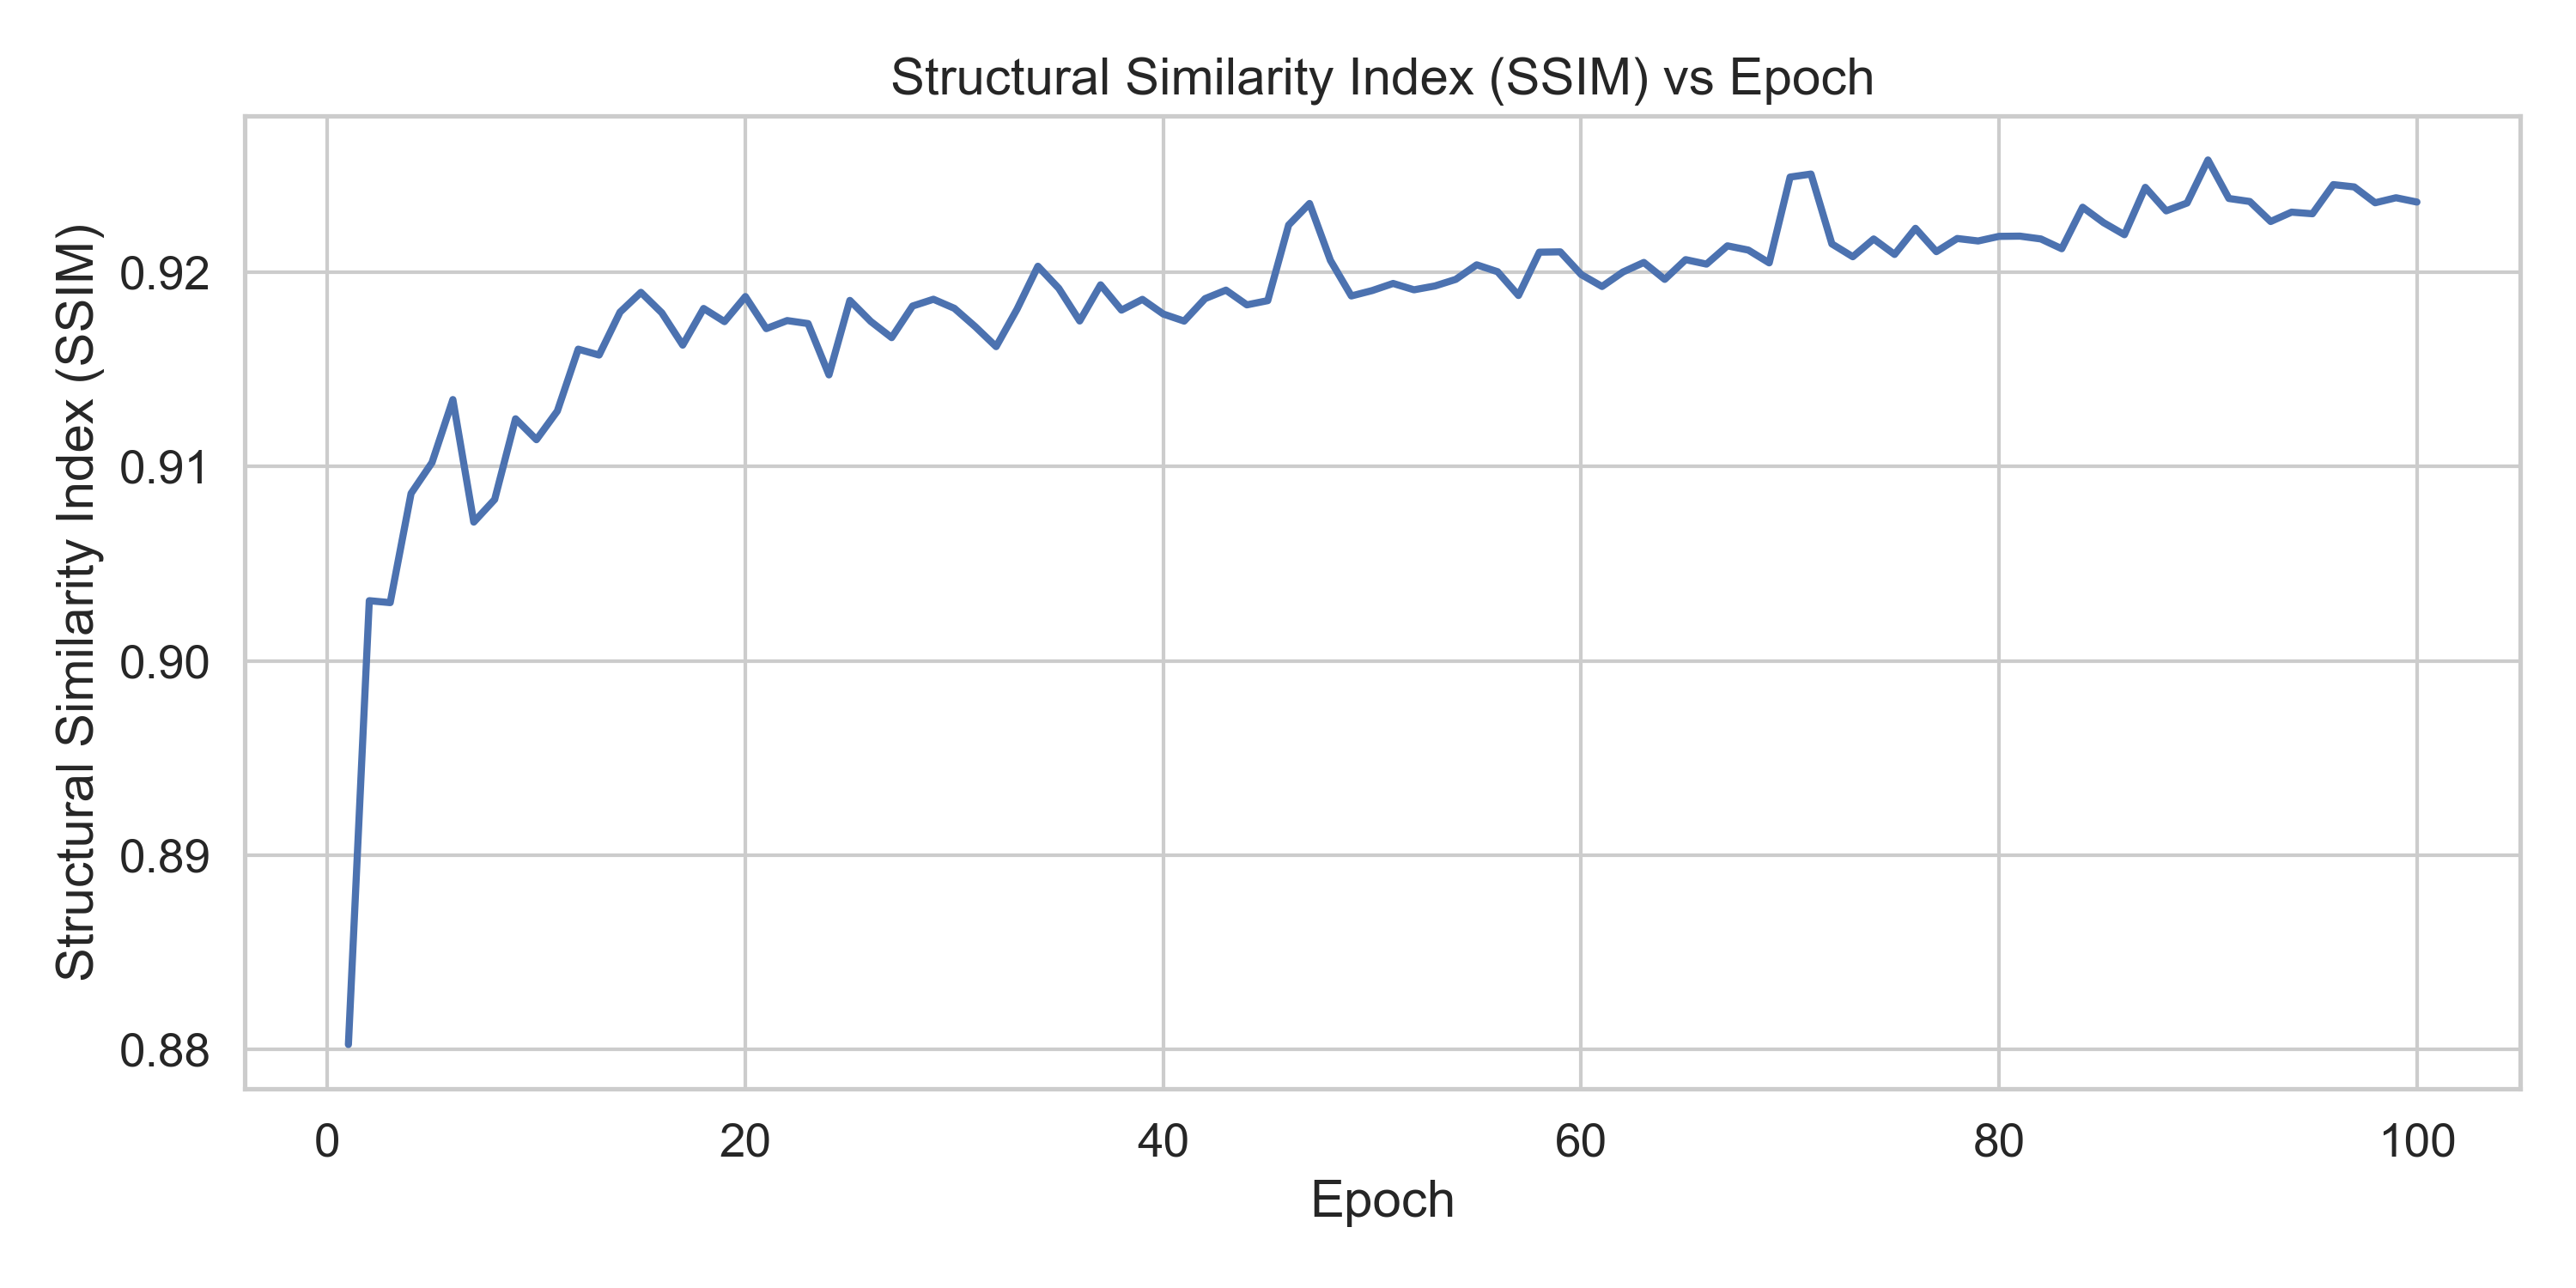 Structural Similarity Index (SSIM) vs Epoch
Structural Similarity Index (SSIM)
0.92
0.91
0.90
0.89
0.88
0 20 40 60 80 100
Epoch